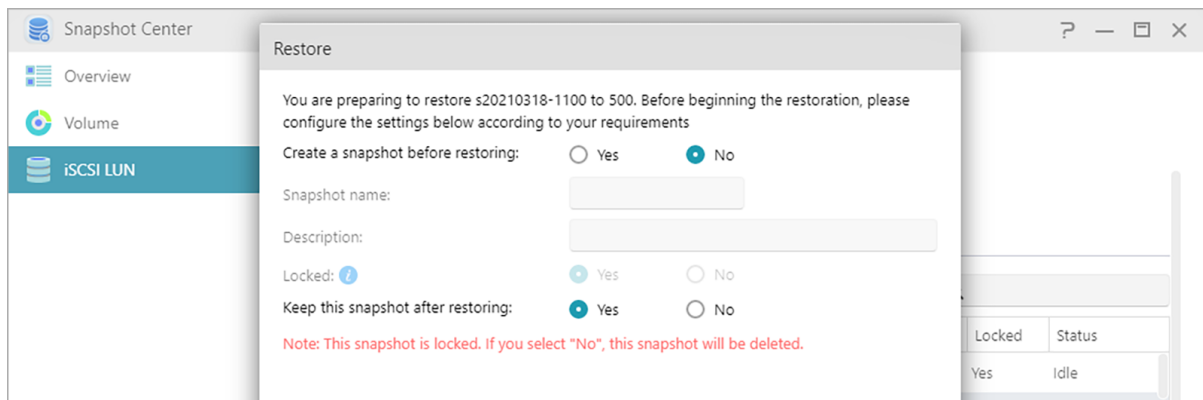 Snapshot Center
Restore
Overview
Volume
iSCSI LUN
You are preparing to restore s20210318-1100 to 500. Before beginning the restoration, please
configure the settings below according to your requirements
Create a snapshot before restoring: Yes No
Snapshot name:
Description:
Locked: i Yes No
Keep this snapshot after restoring: Yes No
Note: This snapshot is locked. If you select "No", this snapshot will be deleted.
Locked Status
Yes Idle